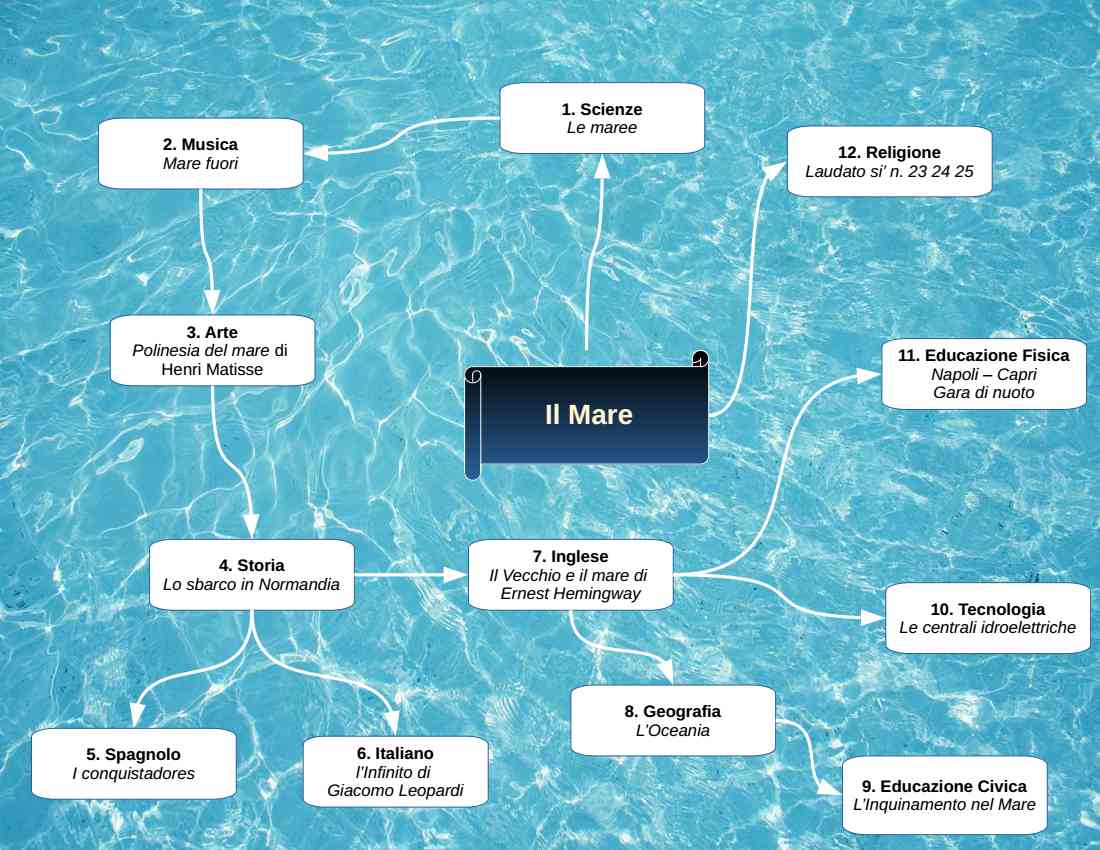 Il Mare
1. Scienze
Le maree
2. Musica
Mare fuori
3. Arte
Polinesia del mare di
Henri Matisse
4. Storia
Lo sbarco in Normandia
5. Spagnolo
I conquistadores
6. Italiano
l'Infinito di
Giacomo Leopardi
7. Inglese
Il Vecchio e il mare di
Ernest Hemingway
8. Geografia
L'Oceania
9. Educazione Civica
L'Inquinamento nel Mare
10. Tecnologia
Le centrali idroelettriche
11. Educazione Fisica
Napoli – Capri
Gara di nuoto
12. Religione
Laudato si' n. 23 24 25